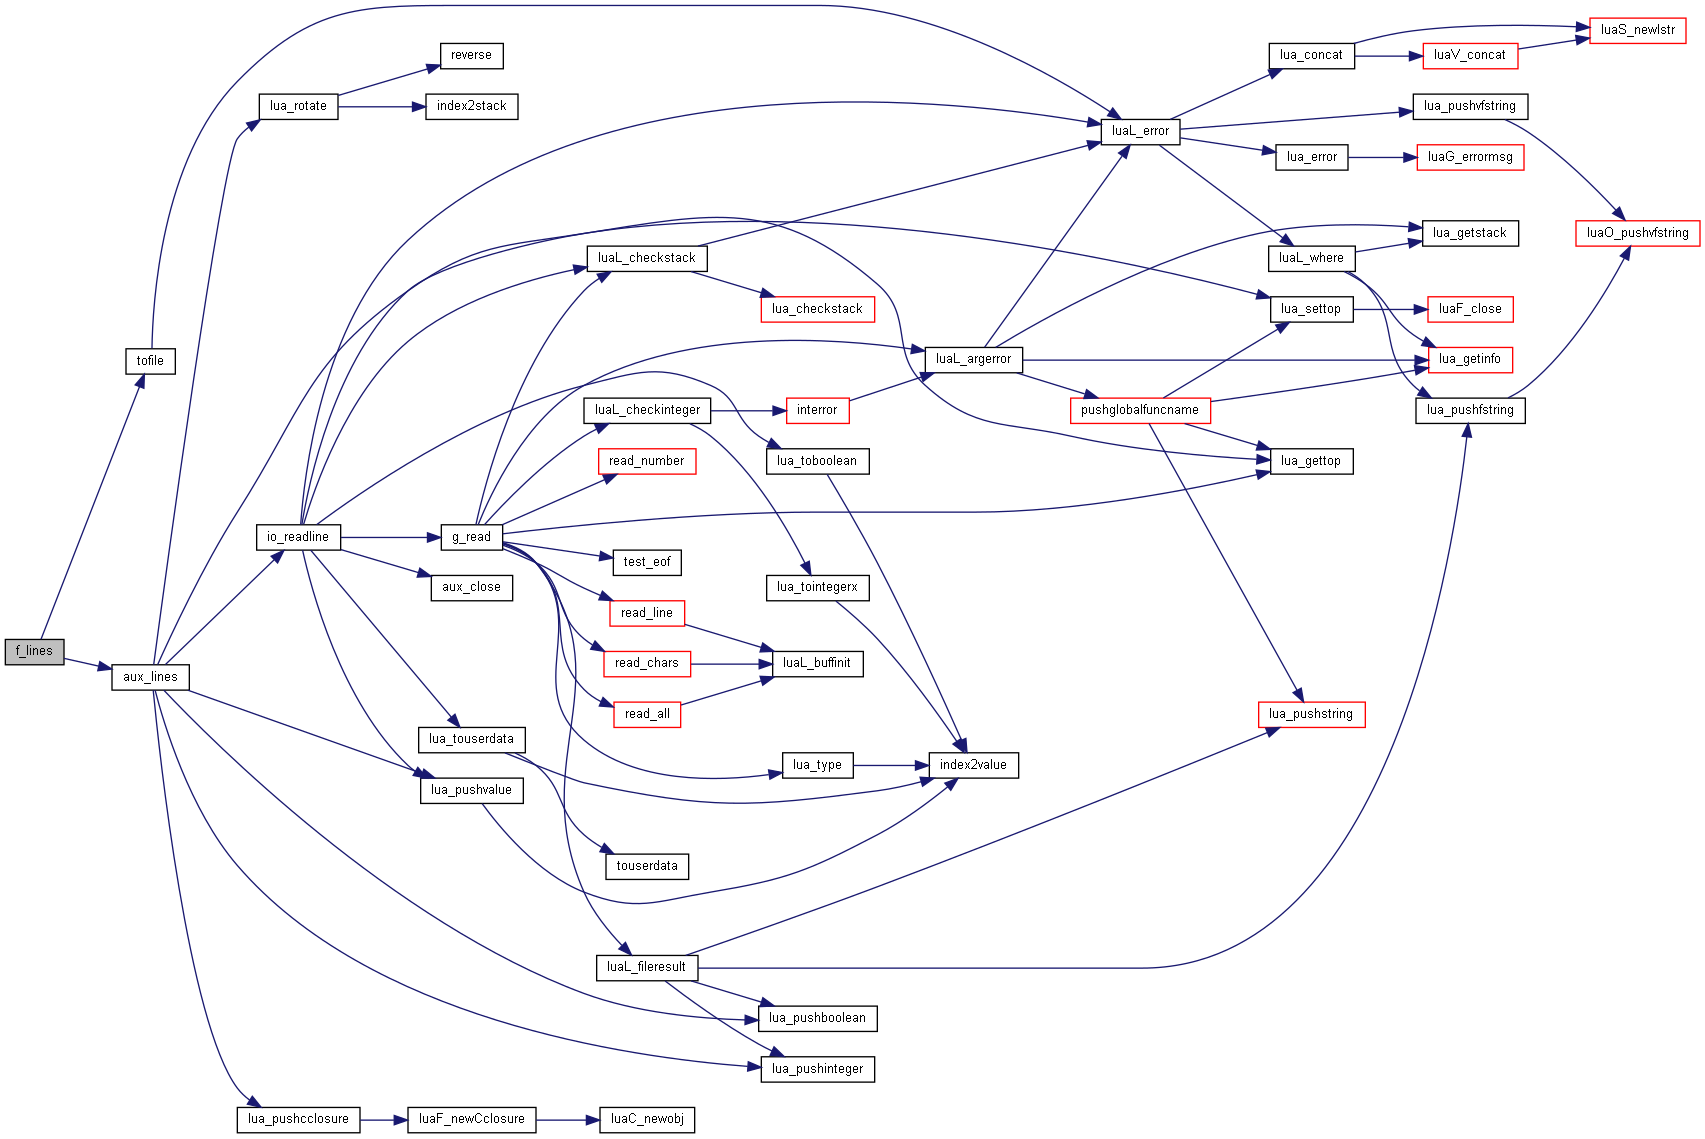 f_lines
tofile
aux_lines
lua_rotate
reverse
index2stack
io_readline
g_read
aux_close
lua_touserdata
lua_pushvalue
lua_pushcclosure
luaF_newCclosure
luaC_newobj
luaL_checkstack
lua_checkstack
luaL_checkinteger
interror
read_number
lua_toboolean
test_eof
lua_tointegerx
read_line
read_chars
luaL_buffinit
read_all
lua_type
index2value
touserdata
luaL_fileresult
lua_pushboolean
lua_pushinteger
luaL_argerror
luaL_error
pushglobalfuncname
lua_concat
luaV_concat
luaS_newlstr
lua_pushvfstring
lua_error
luaG_errormsg
luaO_pushvfstring
lua_getstack
luaL_where
lua_settop
luaF_close
lua_getinfo
lua_pushfstring
lua_gettop
lua_pushstring